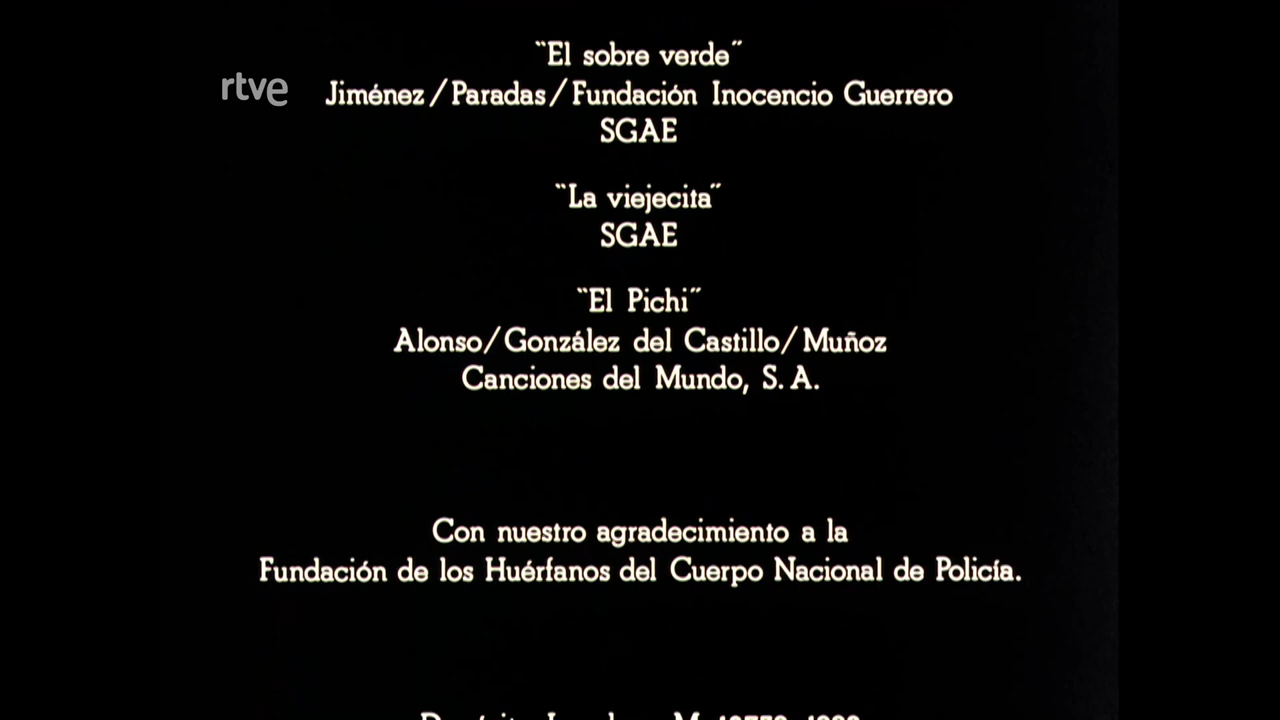 "El sobre verde"
rtve
Jiménez/Paradas/Fundación Inocencio Guerrero
SGAE
"La viejecita"
SGAE
"El Pichi"
Alonso/González del Castillo/Muñoz
Canciones del Mundo, S. A.
Con nuestro agradecimiento a la
Fundación de los Huérfanos del Cuerpo Nacional de Policía.